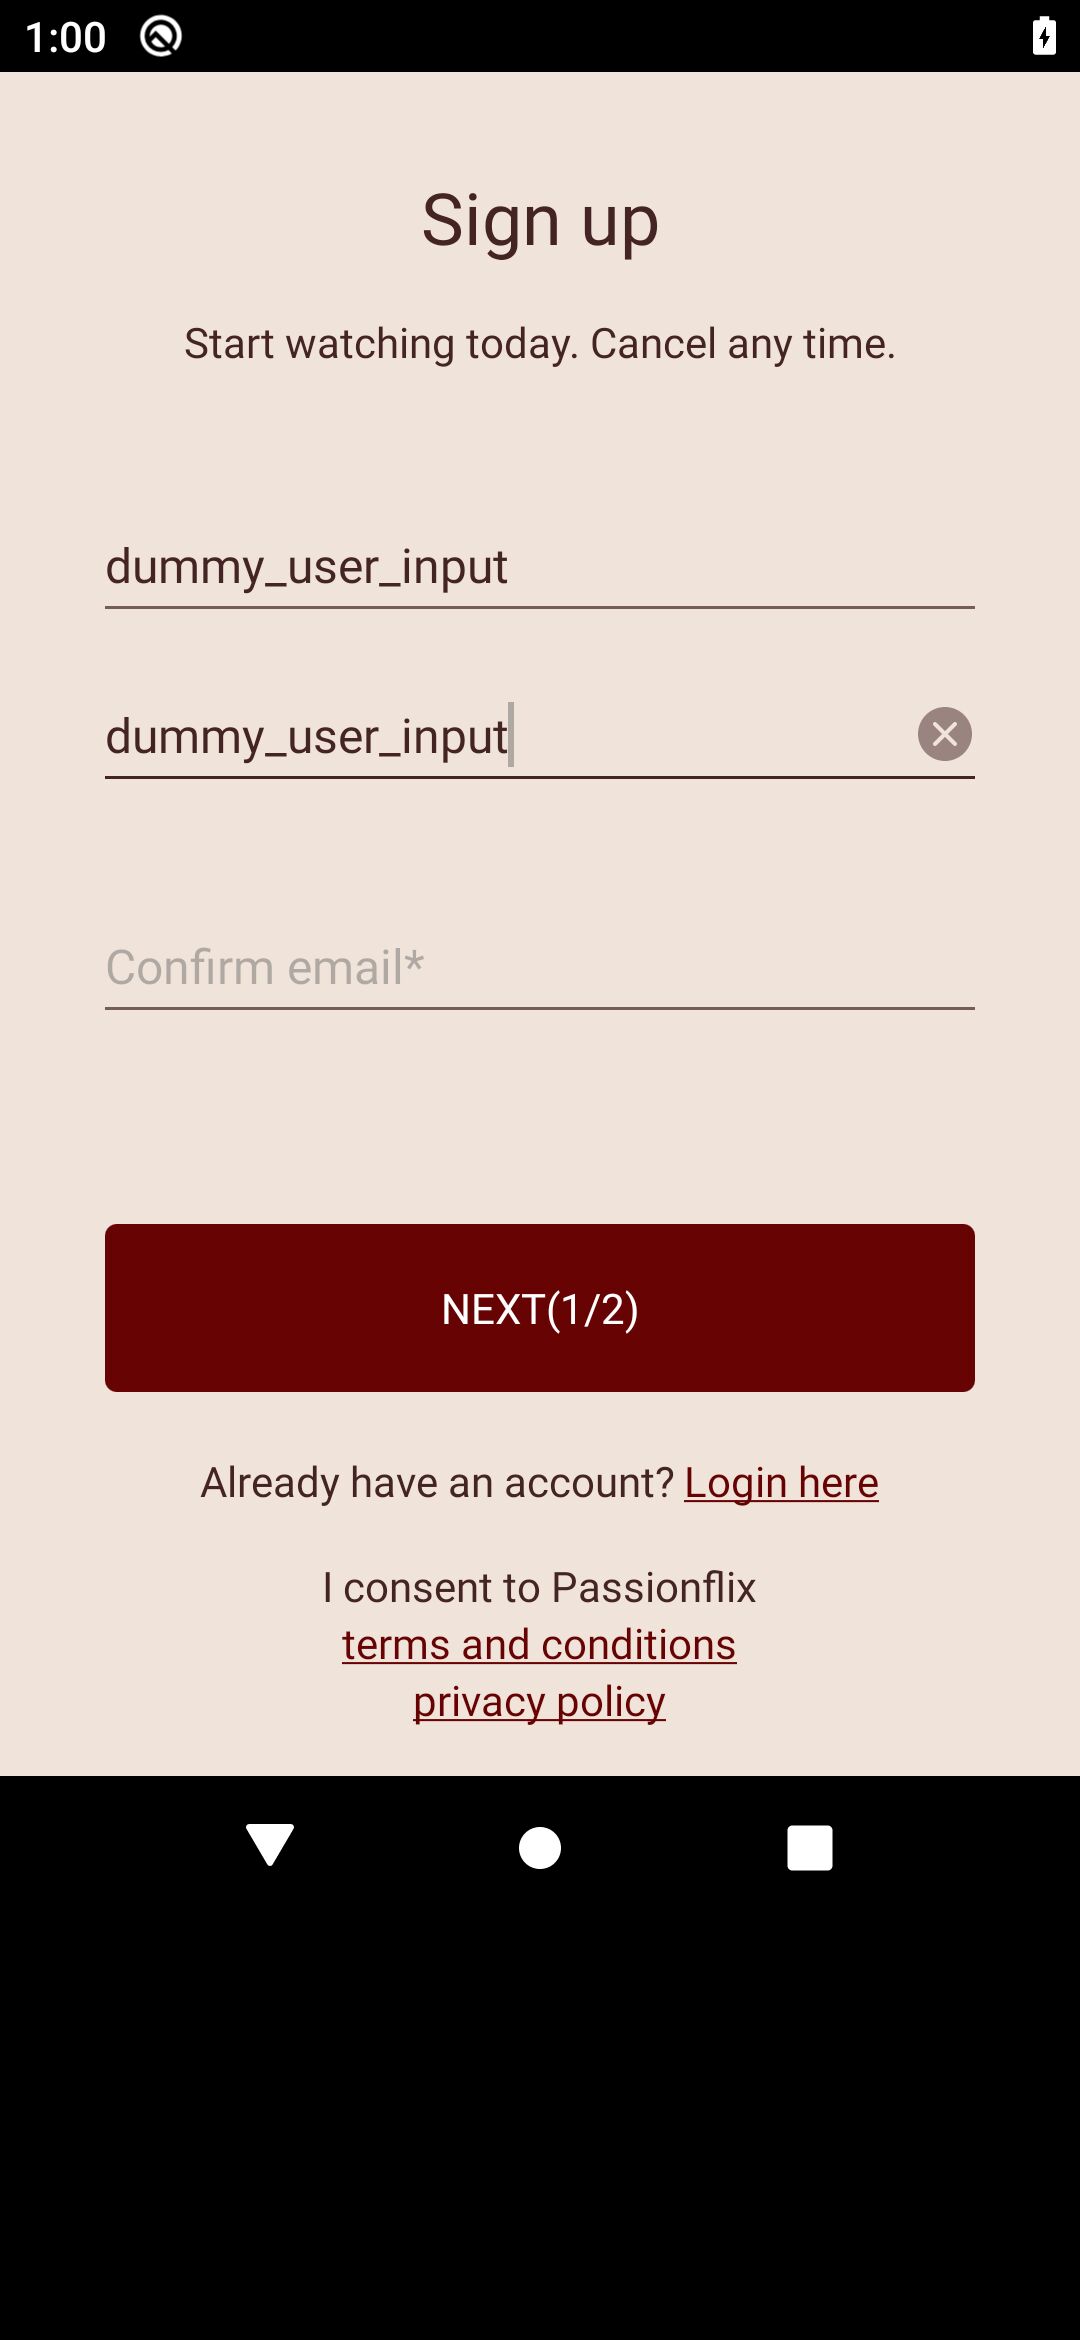 1:00
Sign up
Start watching today. Cancel any time.
dummy_user_input
dummy_user_input
Confirm email*
NEXT(1/2)
Already have an account? Login here
I consent to Passionflix
terms and conditions
privacy policy